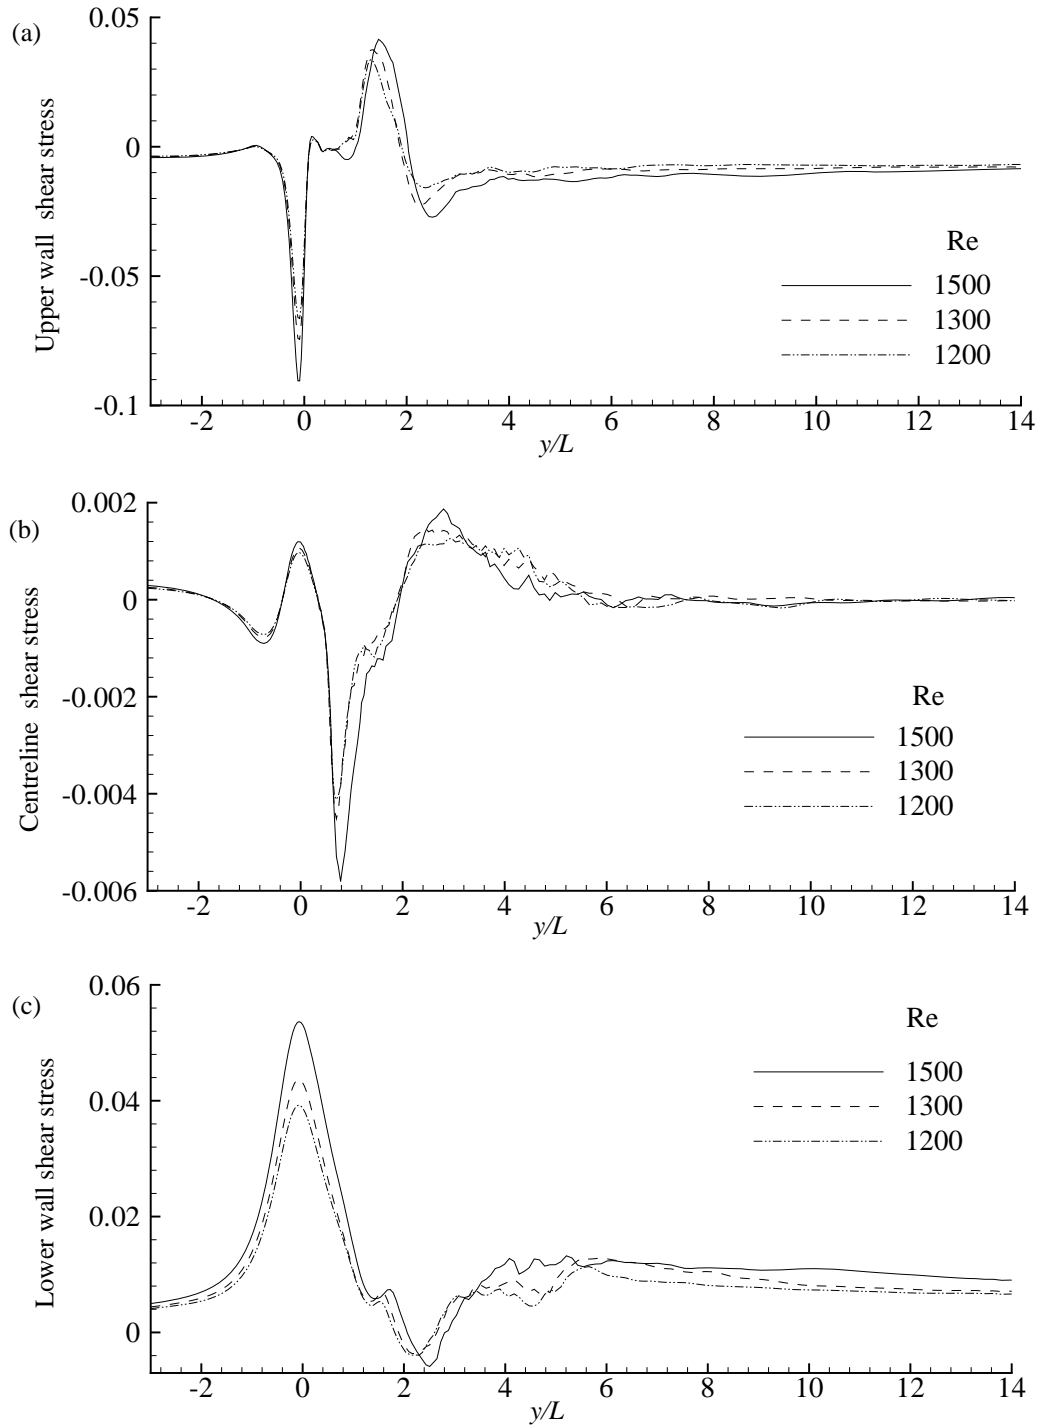 (a)
Upper wall shear stress
0.05
0
-0.05
-0.1
-2 0 2 4 6 8 10 12 14
y/L
Re
1500
1300
1200
(b)
Centreline shear stress
0.002
0
-0.002
-0.004
-0.006
-2 0 2 4 6 8 10 12 14
y/L
Re
1500
1300
1200
(c)
Lower wall shear stress
0.06
0.04
0.02
0
-2 0 2 4 6 8 10 12 14
y/L
Re
1500
1300
1200